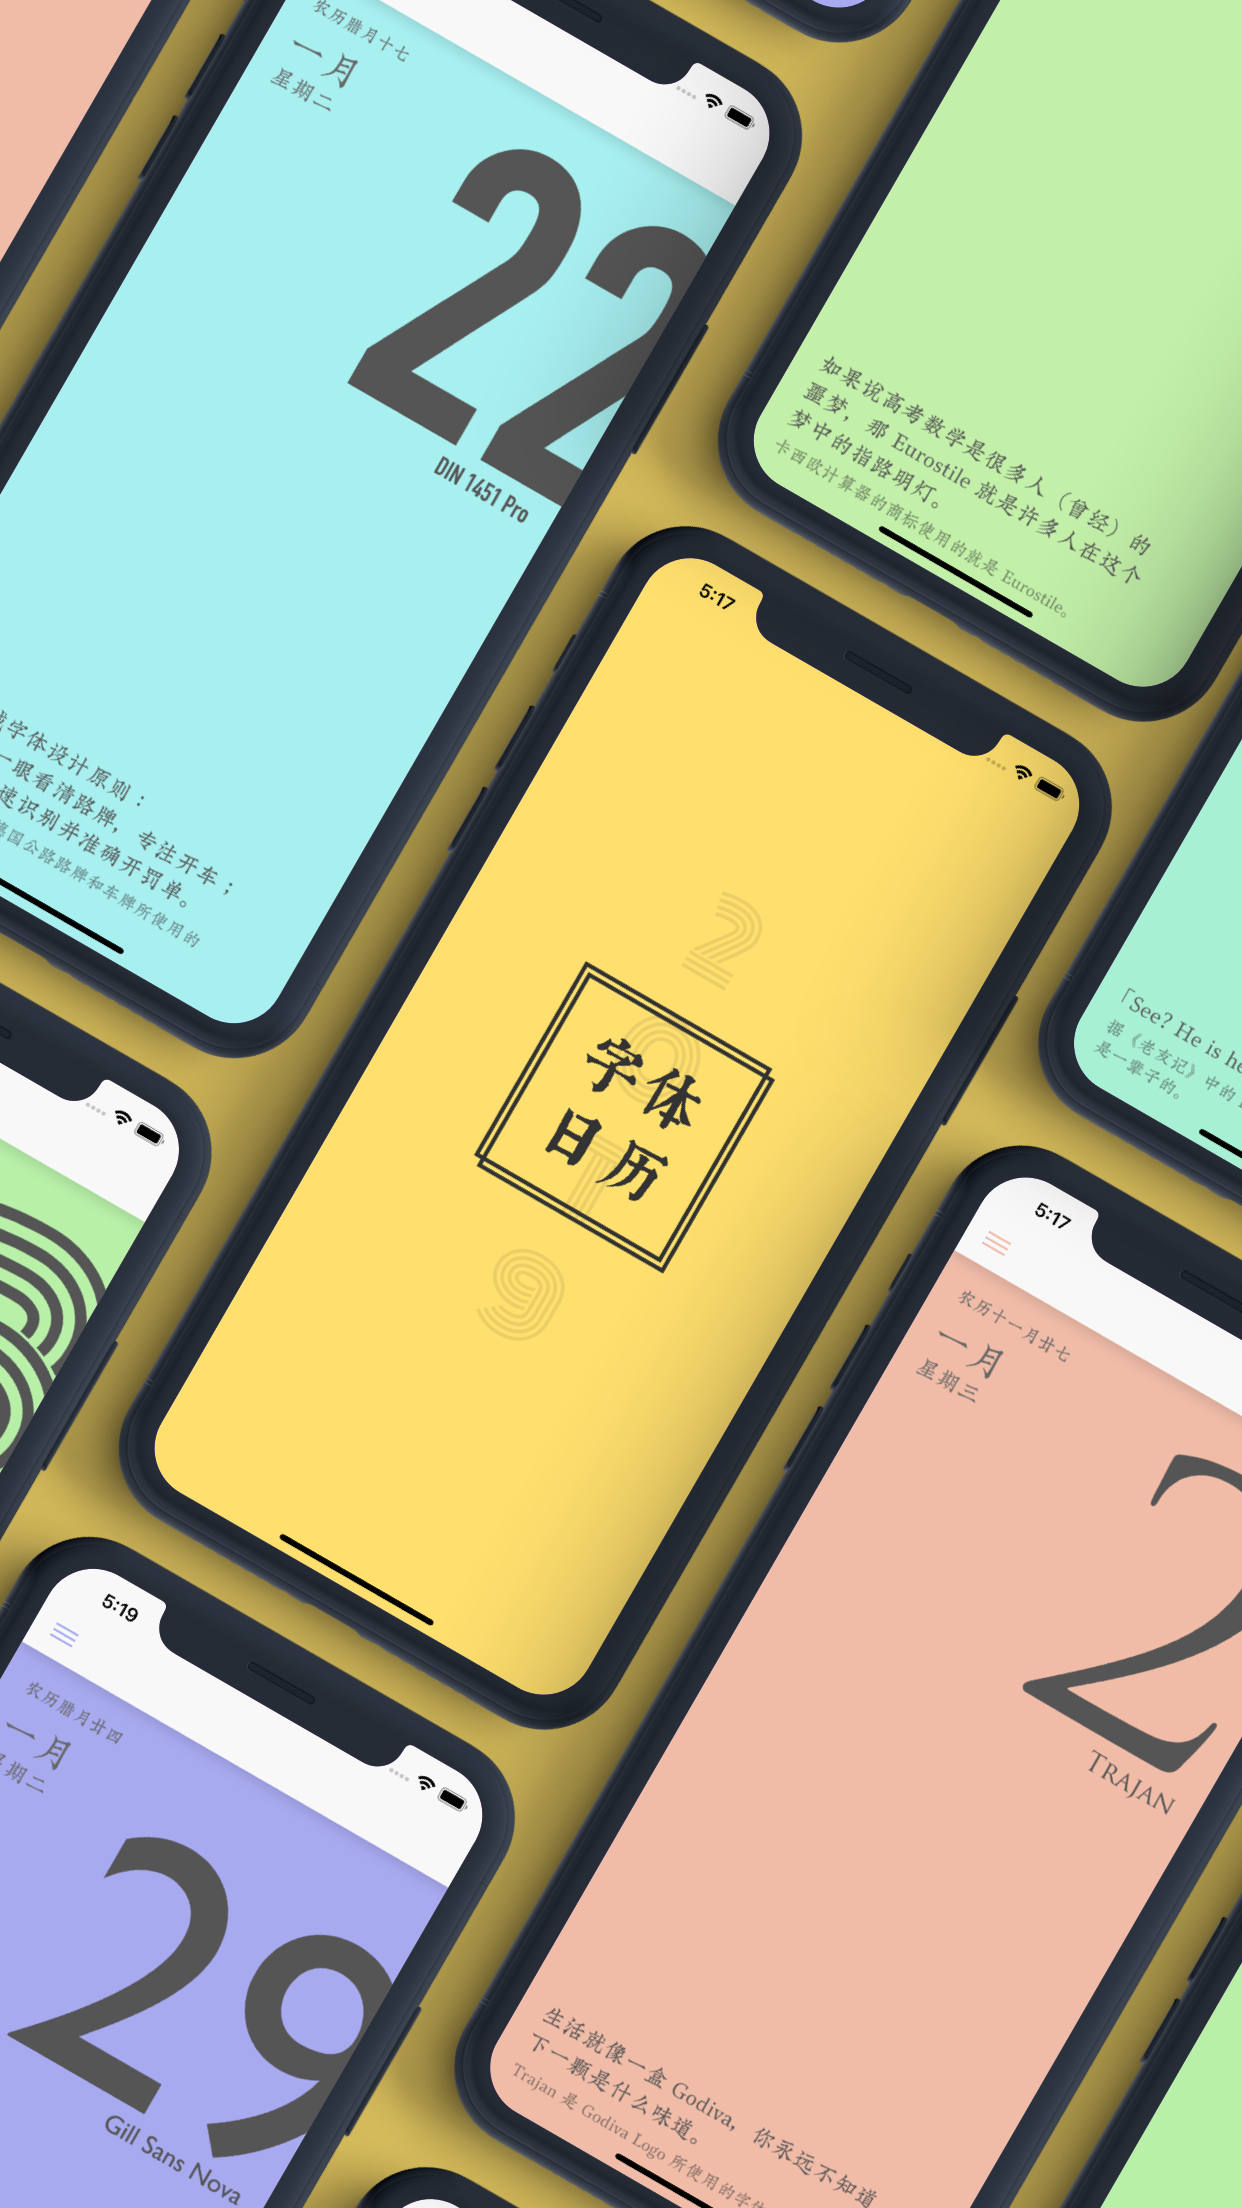 农历腊月十七
一月
星期二
22
DIN 1451 Pro
字体设计原则：
一眼看清路牌，专注开车；
速识别并准确开罚单。
国公路路牌和车牌所使用的
如果说高考数学是很多人（曾经）的
噩梦，那 Eurostile 就是许多人在这个
梦中的指路明灯。
卡西欧计算器的商标使用的就是 Eurostile。
5:17
2
0
1
9
字体
日历
「See? He is he
据《老友记》中的
是一辈子的。
5:17
农历十一月廿七
一月
星期三
2
TRAJAN
生活就像一盒 Godiva，你永远不知道
下一颗是什么味道。
Trajan 是 Godiva Logo 所使用的字体
5:19
农历腊月廿四
一月
期二
29
Gill Sans Nova